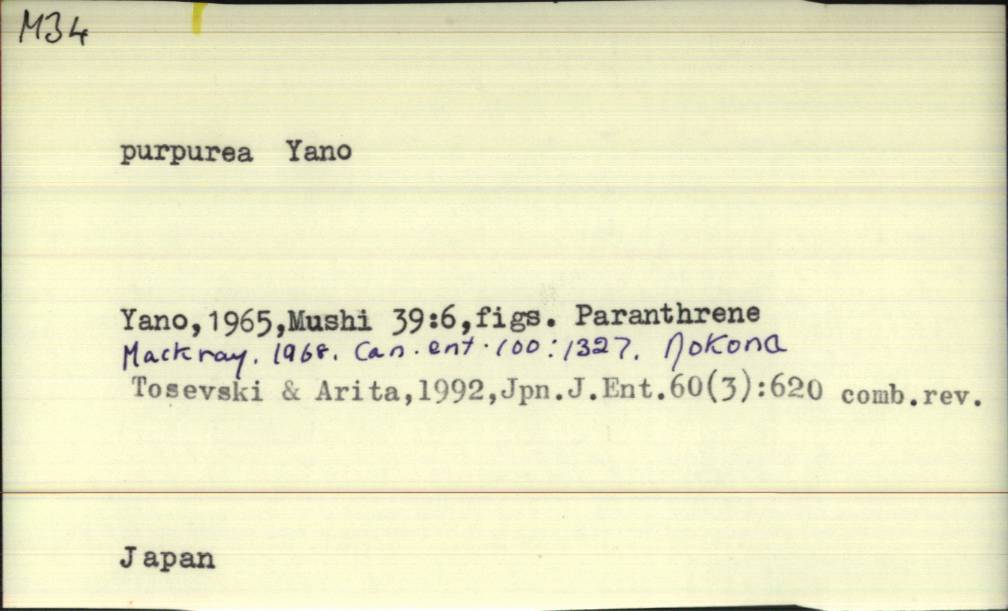 M34
purpurea Yano
Yano,1965,Mushi 39:6,figs. Paranthrene
Mackray. 1968. Can. ent. 100:1327. Nokona
Tosevski & Arita,1992,Jpn.J.Ent.60(3):620 comb.rev.
Japan